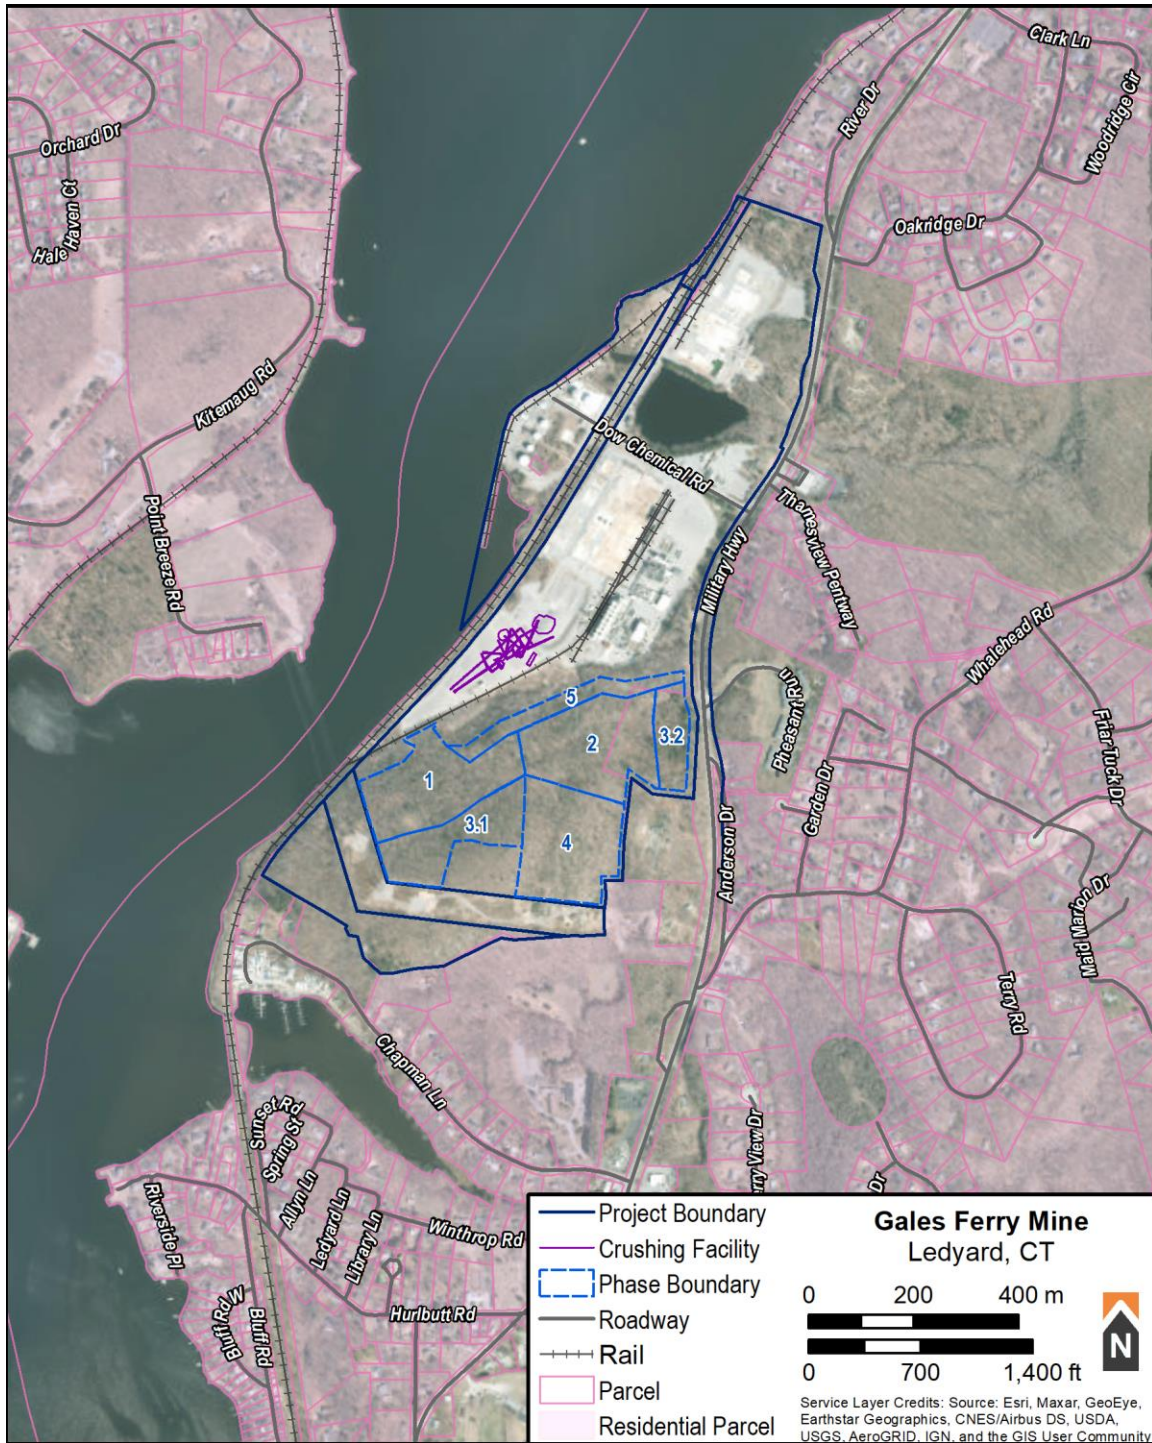 Clark Ln
River Dr
Woodridge Cir
Orchard Dr
Hale Haven Ct
Oakridge Dr
Kitemaug Rd
Dow Chemical Rd
Point Breeze Rd
Thamesview Pentway
Military Hwy
Whalehead Rd
Pheasant Run
5
2
3.2
1
3.1
4
Friar Tuck Dr
Garden Dr
Anderson Dr
Maid Marion Dr
Terry Rd
Chapman Ln
Sunset Rd
Spring St
Allyn Ln
Ledyard Ln
Library Ln
Winthrop Rd
Riverside Pl
Bluff Rd W
Bluff Rd
Hurlbutt Rd
erry View Dr
Dr
Project Boundary
Crushing Facility
Phase Boundary
Roadway
Rail
Parcel
Residential Parcel
Gales Ferry Mine
Ledyard, CT
0 200 400 m
0 700 1,400 ft
N
Service Layer Credits: Source: Esri, Maxar, GeoEye,
Earthstar Geographics, CNES/Airbus DS, USDA,
USGS, AeroGRID, IGN, and the GIS User Community